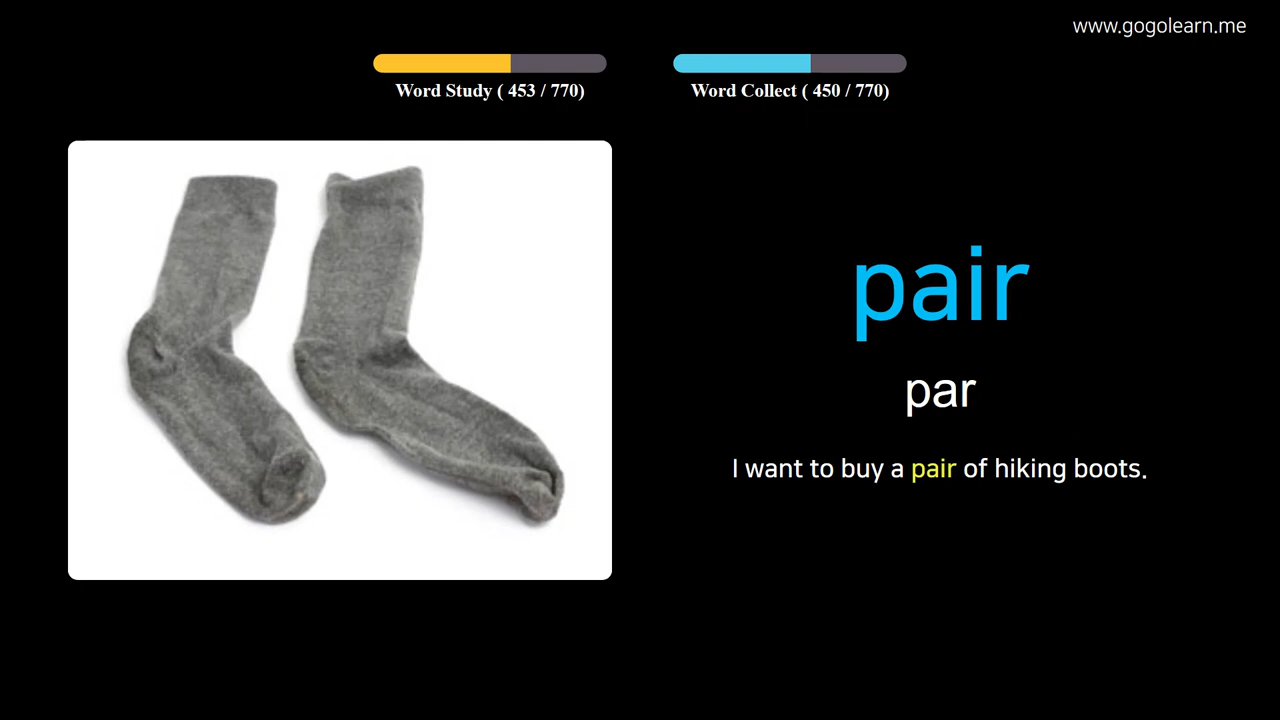 www.gogolearn.me
Word Study ( 453 / 770)
Word Collect ( 450 / 770)
pair
par
I want to buy a pair of hiking boots.